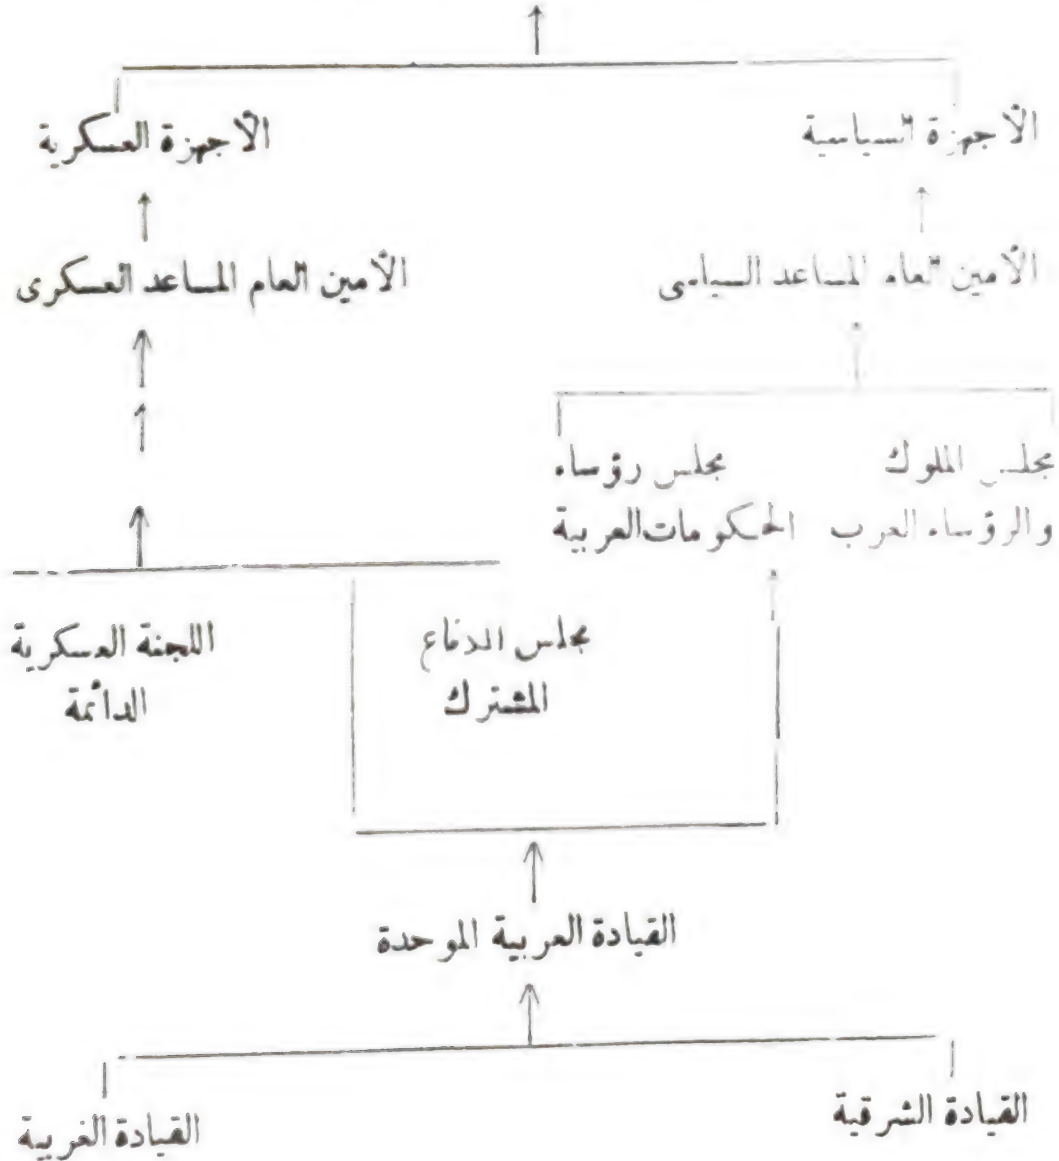 الأجهزة السياسية
الأجهزة العسكرية
الأمين العام المساعد السياسى
الأمين العام المساعد العسكرى
مجلس الملوك
والرؤساء العرب
مجلس رؤساء
الحكومات العربية
مجلس الدفاع
المشترك
اللجنة العسكرية
الدائمة
القيادة العربية الموحدة
القيادة الشرقية
القيادة الغربية